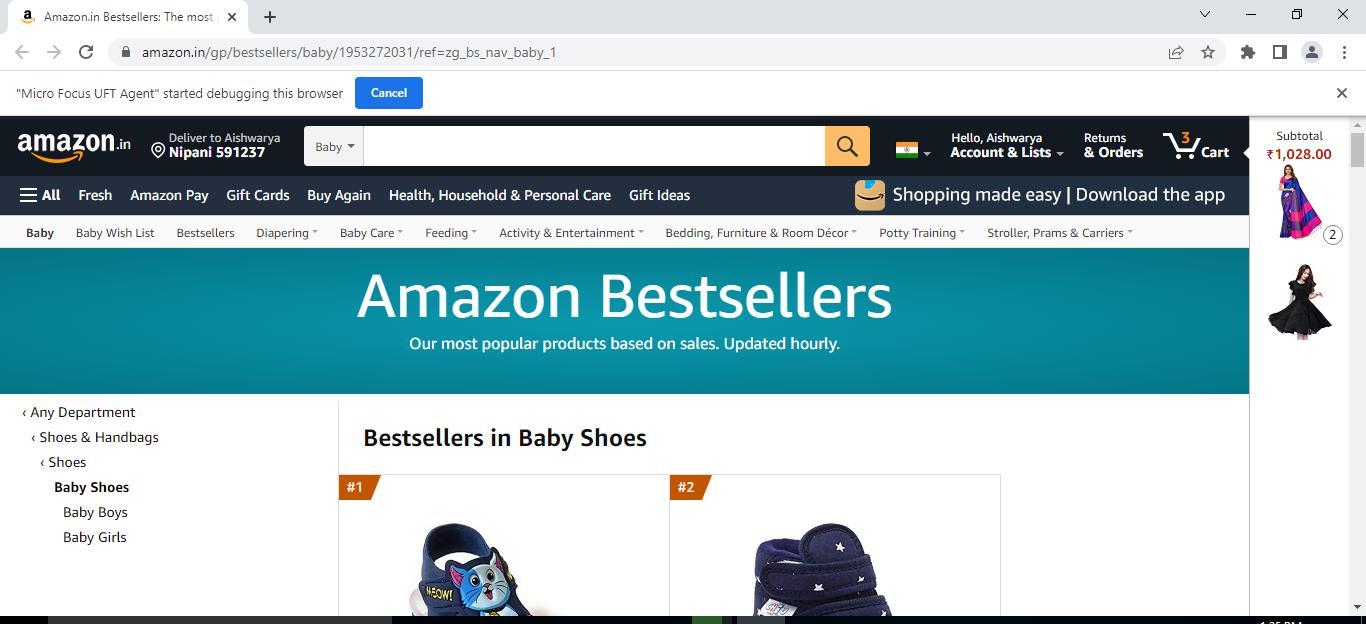 Amazon.in Bestsellers: The most
amazon.in/gp/bestsellers/baby/1953272031/ref=zg_bs_nav_baby_1
"Micro Focus UFT Agent" started debugging this browser Cancel
amazon.in
Deliver to Aishwarya
Nipani 591237
Baby
Hello, Aishwarya
Account & Lists
Returns
& Orders
3
Cart
Subtotal
₹1,028.00
2
All Fresh Amazon Pay Gift Cards Buy Again Health, Household & Personal Care Gift Ideas
Shopping made easy | Download the app
Baby Baby Wish List Bestsellers Diapering Baby Care Feeding Activity & Entertainment Bedding, Furniture & Room Décor Potty Training Stroller, Prams & Carriers
Amazon Bestsellers
Our most popular products based on sales. Updated hourly.
‹ Any Department
‹ Shoes & Handbags
‹ Shoes
Baby Shoes
Baby Boys
Baby Girls
Bestsellers in Baby Shoes
#1
#2
MEOW!